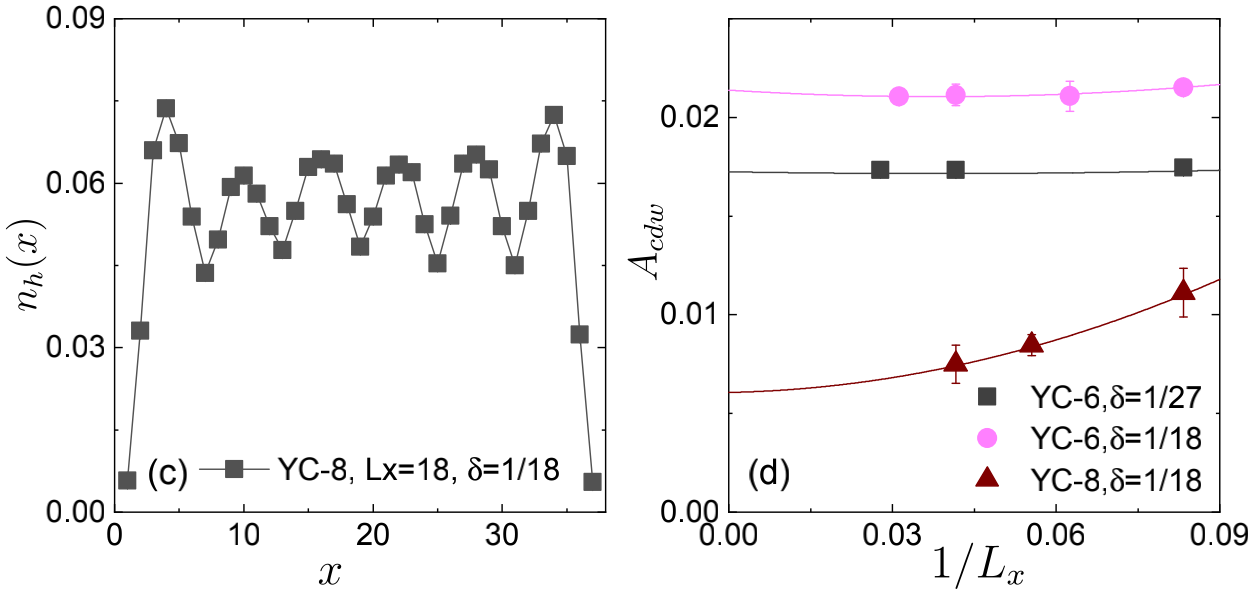 0.09
0.06
0.03
0.00
n_h(x)
(c)
YC-8, Lx=18, δ=1/18
0 10 20 30
x
0.02
0.01
0.00
A_cdw
YC-6,δ=1/27
YC-6,δ=1/18
YC-8,δ=1/18
(d)
0.00 0.03 0.06 0.09
1/L_x